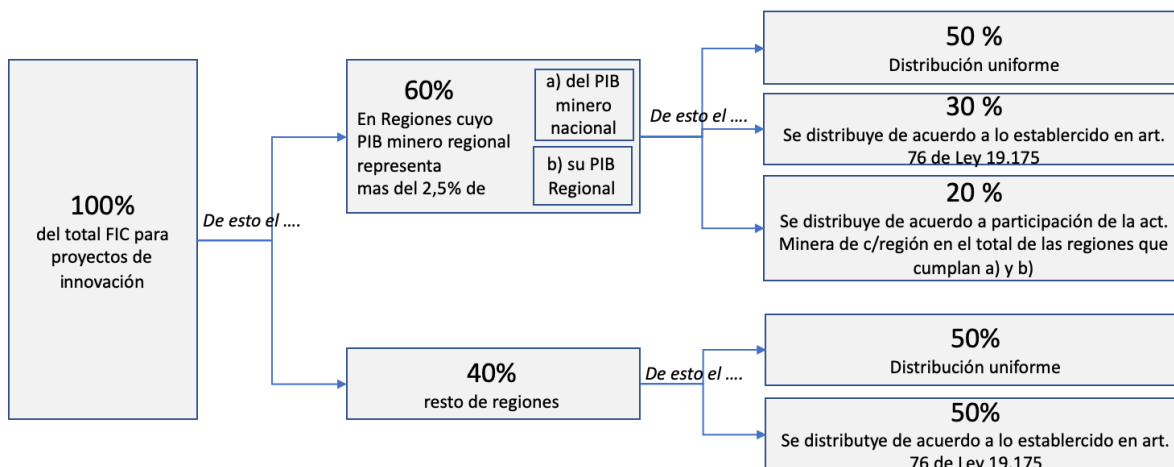 100%
del total FIC para
proyectos de
innovación
De esto el ....
60%
En Regiones cuyo
PIB minero regional
representa
mas del 2,5% de
a) del PIB
minero
nacional
b) su PIB
Regional
De esto el ....
50 %
Distribución uniforme
30 %
Se distribuye de acuerdo a lo establercido en art.
76 de Ley 19.175
20 %
Se distribuye de acuerdo a participación de la act.
Minera de c/región en el total de las regiones que
cumplan a) y b)
40%
resto de regiones
De esto el ....
50%
Distribución uniforme
50%
Se distributye de acuerdo a lo establercido en art.
76 de Ley 19.175